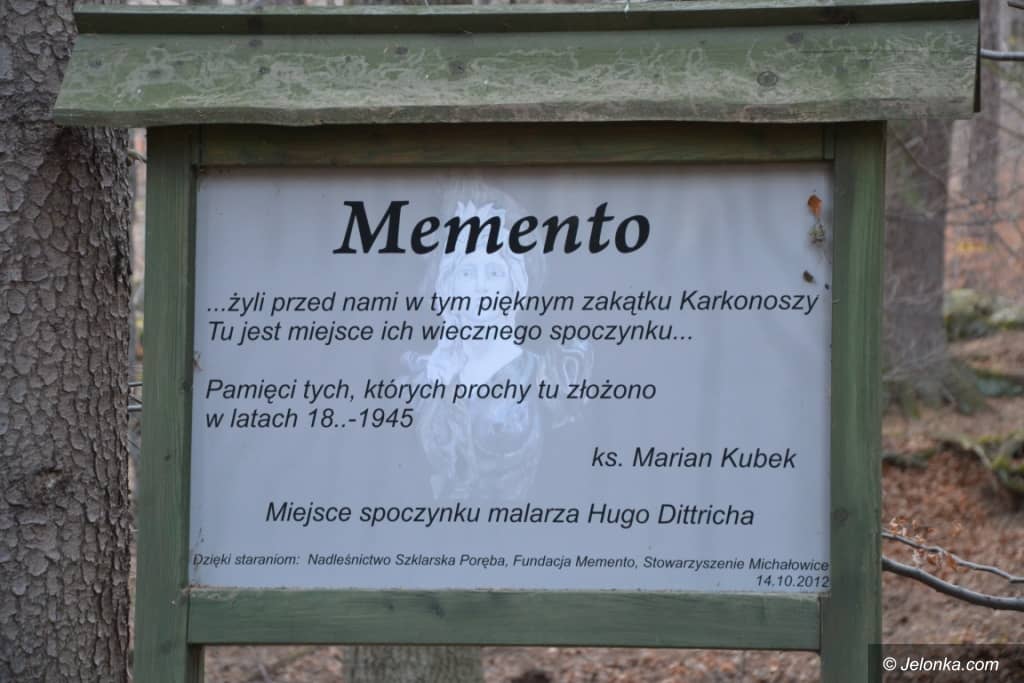 Memento
...żyli przed nami w tym pięknym zakątku Karkonoszy
Tu jest miejsce ich wiecznego spoczynku...
Pamięci tych, których prochy tu złożono
w latach 18..-1945
ks. Marian Kubek
Miejsce spoczynku malarza Hugo Dittricha
Dzięki staraniom: Nadleśnictwo Szklarska Poręba, Fundacja Memento, Stowarzyszenie Michałowice
14.10.2012
© Jelonka.com